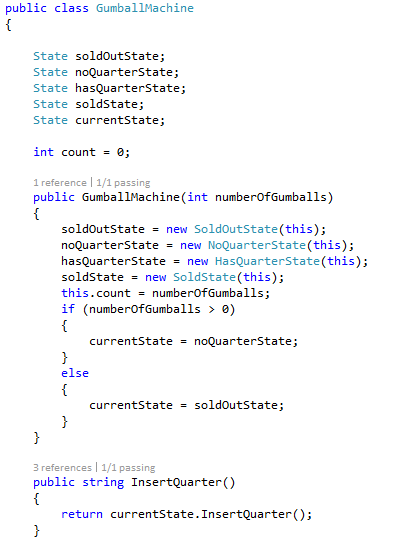 public class GumballMachine
{
State soldOutState;
State noQuarterState;
State hasQuarterState;
State soldState;
State currentState;
int count = 0;
1 reference | 1/1 passing
public GumballMachine(int numberOfGumballs)
{
soldOutState = new SoldOutState(this);
noQuarterState = new NoQuarterState(this);
hasQuarterState = new HasQuarterState(this);
soldState = new SoldState(this);
this.count = numberOfGumballs;
if (numberOfGumballs > 0)
{
currentState = noQuarterState;
}
else
{
currentState = soldOutState;
}
}
3 references | 1/1 passing
public string InsertQuarter()
{
return currentState.InsertQuarter();
}